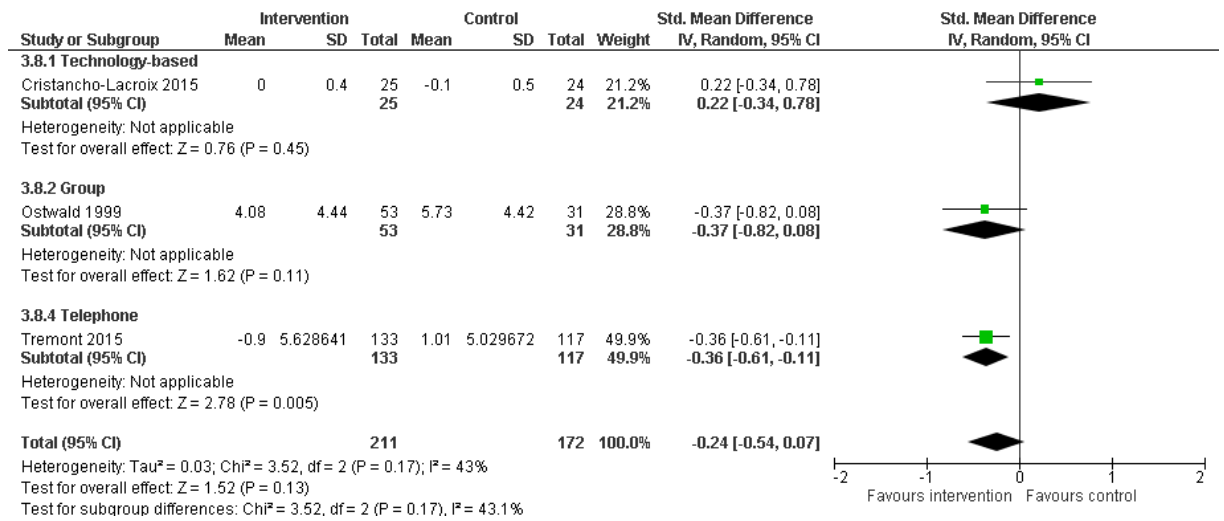 Intervention Control Std. Mean Difference Std. Mean Difference
Study or Subgroup Mean SD Total Mean SD Total Weight IV, Random, 95% CI IV, Random, 95% CI
3.8.1 Technology-based
Cristancho-Lacroix 2015 0 0.4 25 -0.1 0.5 24 21.2% 0.22 [-0.34, 0.78]
Subtotal (95% CI) 25 24 21.2% 0.22 [-0.34, 0.78]
Heterogeneity: Not applicable
Test for overall effect: Z = 0.76 (P = 0.45)
3.8.2 Group
Ostwald 1999 4.08 4.44 53 5.73 4.42 31 28.8% -0.37 [-0.82, 0.08]
Subtotal (95% CI) 53 31 28.8% -0.37 [-0.82, 0.08]
Heterogeneity: Not applicable
Test for overall effect: Z = 1.62 (P = 0.11)
3.8.4 Telephone
Tremont 2015 -0.9 5.628641 133 1.01 5.029672 117 49.9% -0.36 [-0.61, -0.11]
Subtotal (95% CI) 133 117 49.9% -0.36 [-0.61, -0.11]
Heterogeneity: Not applicable
Test for overall effect: Z = 2.78 (P = 0.005)
Total (95% CI) 211 172 100.0% -0.24 [-0.54, 0.07]
Heterogeneity: Tau² = 0.03; Chi² = 3.52, df = 2 (P = 0.17); I² = 43%
Test for overall effect: Z = 1.52 (P = 0.13)
Test for subgroup differences: Chi² = 3.52, df = 2 (P = 0.17), I² = 43.1%
-2 -1 0 1 2
Favours intervention Favours control